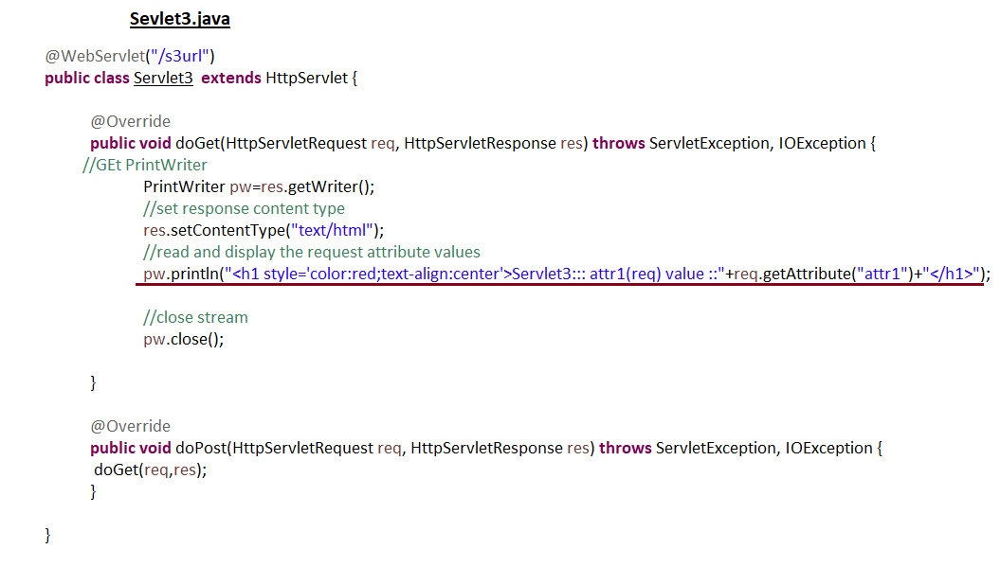 Sevlet3.java
@WebServlet("/s3url")
public class Servlet3 extends HttpServlet {
@Override
public void doGet(HttpServletRequest req, HttpServletResponse res) throws ServletException, IOException {
//GEt PrintWriter
PrintWriter pw=res.getWriter();
//set response content type
res.setContentType("text/html");
//read and display the request attribute values
pw.println("<h1 style='color:red;text-align:center'>Servlet3::: attr1(req) value ::"+req.getAttribute("attr1")+"</h1>");
//close stream
pw.close();
}
@Override
public void doPost(HttpServletRequest req, HttpServletResponse res) throws ServletException, IOException {
doGet(req,res);
}
}